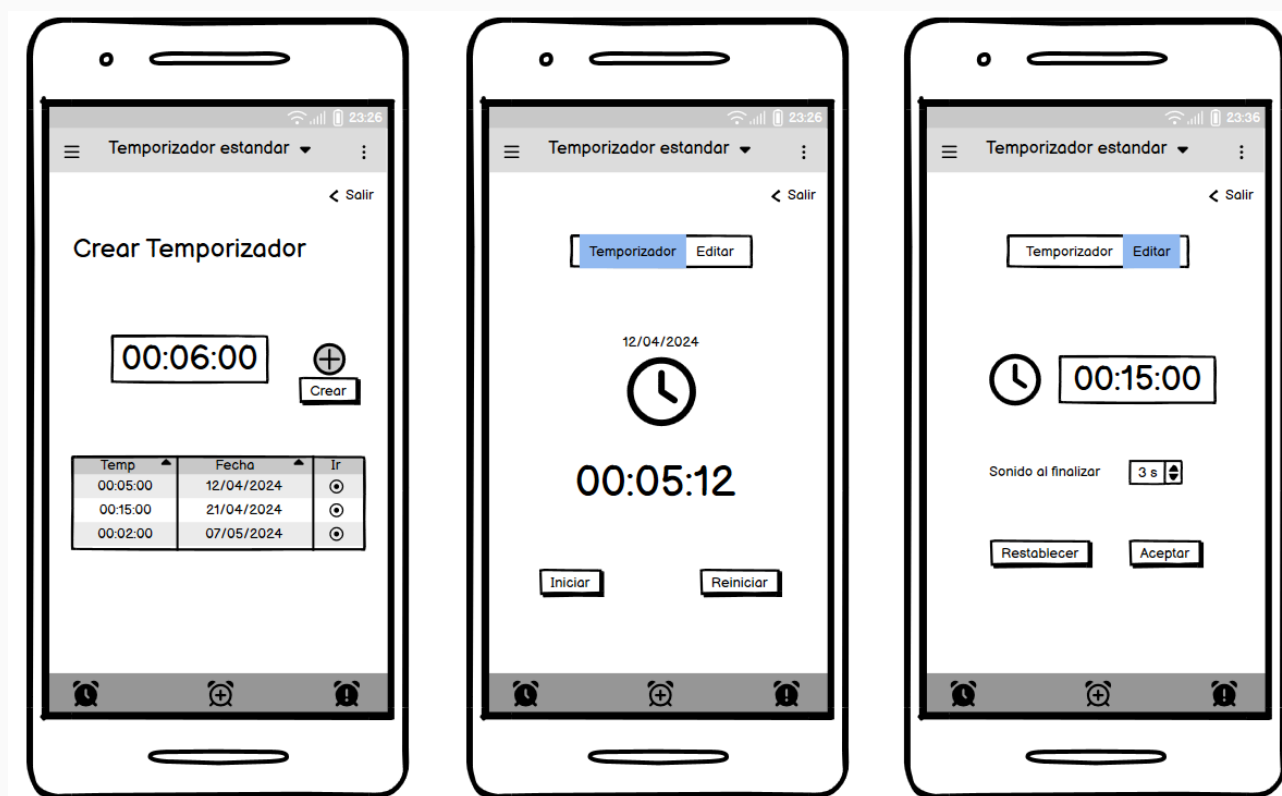 23:26
Temporizador estandar
Salir
Crear Temporizador
00:06:00
Crear
Temp Fecha Ir
00:05:00 12/04/2024
00:15:00 21/04/2024
00:02:00 07/05/2024
23:26
Temporizador estandar
Salir
Temporizador Editar
12/04/2024
00:05:12
Iniciar Reiniciar
23:36
Temporizador estandar
Salir
Temporizador Editar
00:15:00
Sonido al finalizar 3 s
Restablecer Aceptar